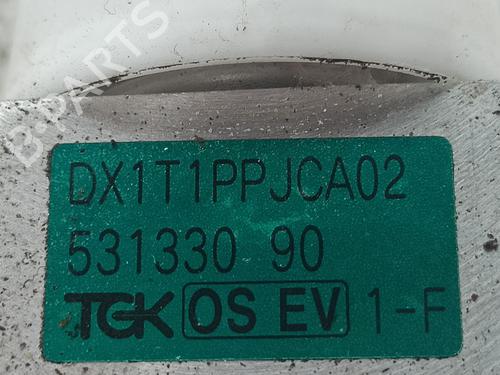 B-PARTS
DX1T1PPJCA02
531330 90
TGK OS EV 1-F